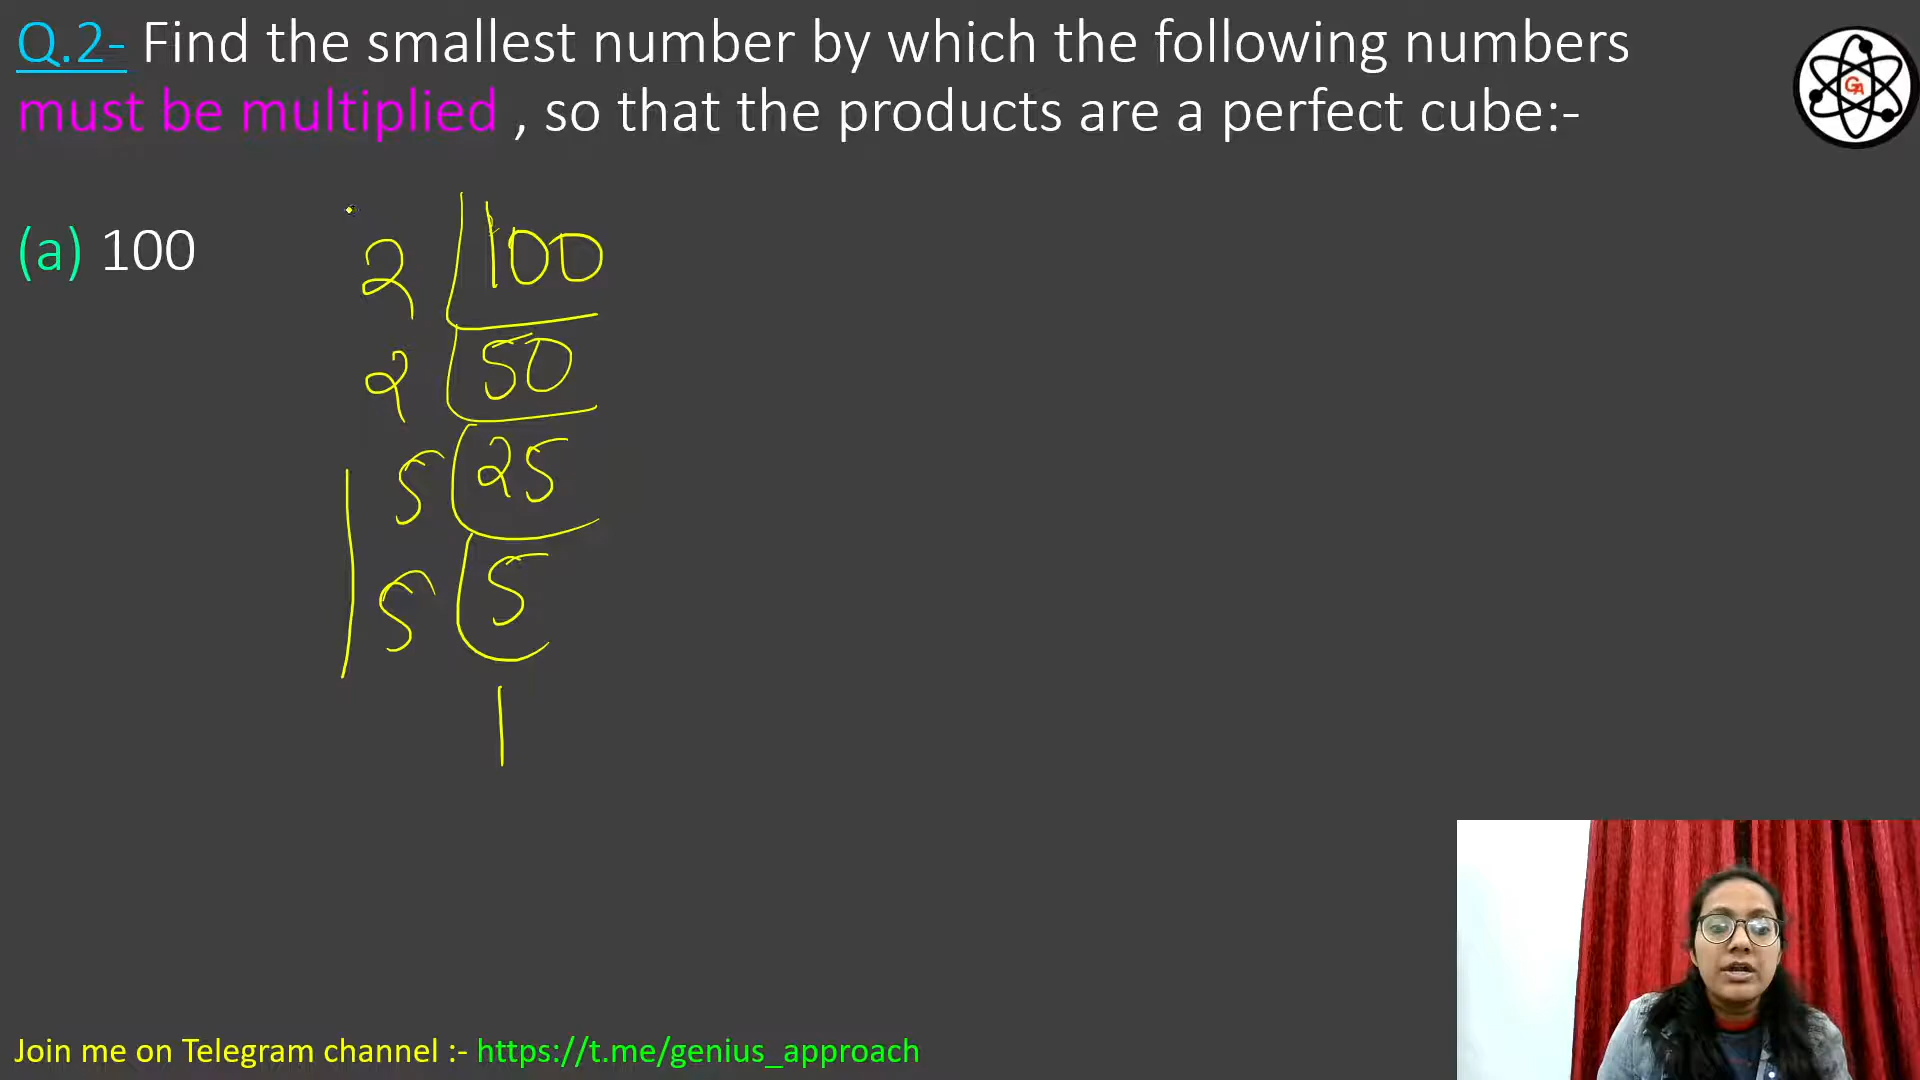 Q.2- Find the smallest number by which the following numbers
must be multiplied , so that the products are a perfect cube:-
GA
(a) 100
2 100
2 50
5 25
5 5
1
Join me on Telegram channel :- https://t.me/genius_approach